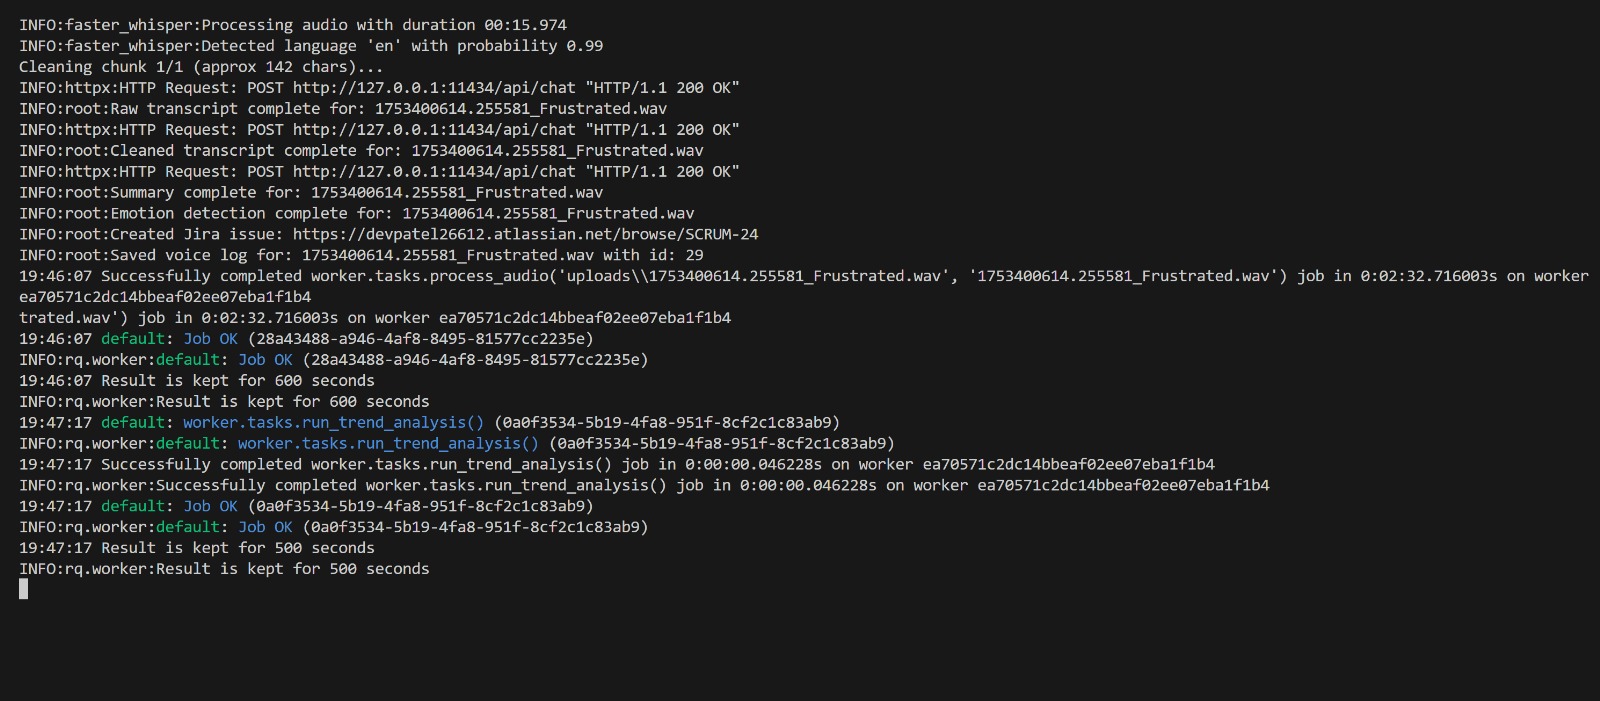 INFO:faster_whisper:Processing audio with duration 00:15.974
INFO:faster_whisper:Detected language 'en' with probability 0.99
Cleaning chunk 1/1 (approx 142 chars)...
INFO:httpx:HTTP Request: POST http://127.0.0.1:11434/api/chat "HTTP/1.1 200 OK"
INFO:root:Raw transcript complete for: 1753400614.255581_Frustrated.wav
INFO:httpx:HTTP Request: POST http://127.0.0.1:11434/api/chat "HTTP/1.1 200 OK"
INFO:root:Cleaned transcript complete for: 1753400614.255581_Frustrated.wav
INFO:httpx:HTTP Request: POST http://127.0.0.1:11434/api/chat "HTTP/1.1 200 OK"
INFO:root:Summary complete for: 1753400614.255581_Frustrated.wav
INFO:root:Emotion detection complete for: 1753400614.255581_Frustrated.wav
INFO:root:Created Jira issue: https://devpatel26612.atlassian.net/browse/SCRUM-24
INFO:root:Saved voice log for: 1753400614.255581_Frustrated.wav with id: 29
19:46:07 Successfully completed worker.tasks.process_audio('uploads\\1753400614.255581_Frustrated.wav', '1753400614.255581_Frustrated.wav') job in 0:02:32.716003s on worker
ea70571c2dc14bbeaf02ee07eba1f1b4
trated.wav') job in 0:02:32.716003s on worker ea70571c2dc14bbeaf02ee07eba1f1b4
19:46:07 default: Job OK (28a43488-a946-4af8-8495-81577cc2235e)
INFO:rq.worker:default: Job OK (28a43488-a946-4af8-8495-81577cc2235e)
19:46:07 Result is kept for 600 seconds
INFO:rq.worker:Result is kept for 600 seconds
19:47:17 default: worker.tasks.run_trend_analysis() (0a0f3534-5b19-4fa8-951f-8cf2c1c83ab9)
INFO:rq.worker:default: worker.tasks.run_trend_analysis() (0a0f3534-5b19-4fa8-951f-8cf2c1c83ab9)
19:47:17 Successfully completed worker.tasks.run_trend_analysis() job in 0:00:00.046228s on worker ea70571c2dc14bbeaf02ee07eba1f1b4
INFO:rq.worker:Successfully completed worker.tasks.run_trend_analysis() job in 0:00:00.046228s on worker ea70571c2dc14bbeaf02ee07eba1f1b4
19:47:17 default: Job OK (0a0f3534-5b19-4fa8-951f-8cf2c1c83ab9)
INFO:rq.worker:default: Job OK (0a0f3534-5b19-4fa8-951f-8cf2c1c83ab9)
19:47:17 Result is kept for 500 seconds
INFO:rq.worker:Result is kept for 500 seconds